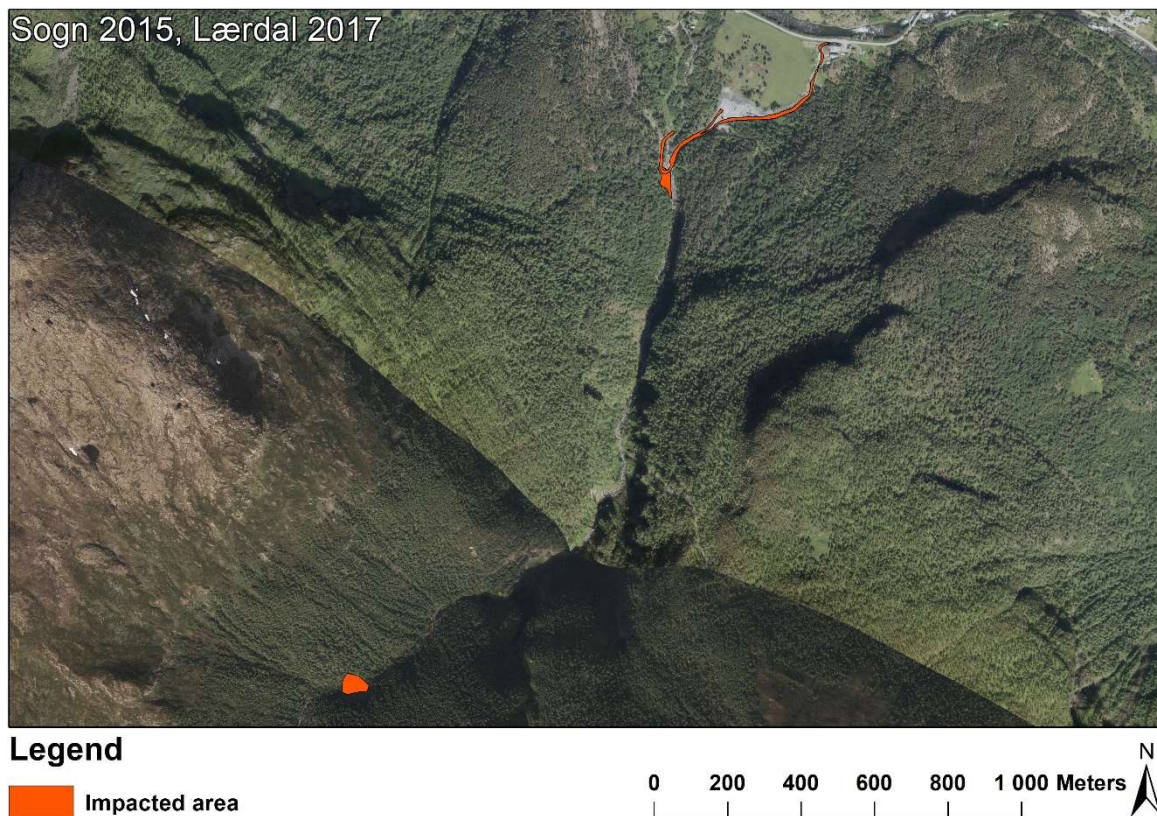 Sogn 2015, Lærdal 2017
Legend
Impacted area
0 200 400 600 800 1 000 Meters
N